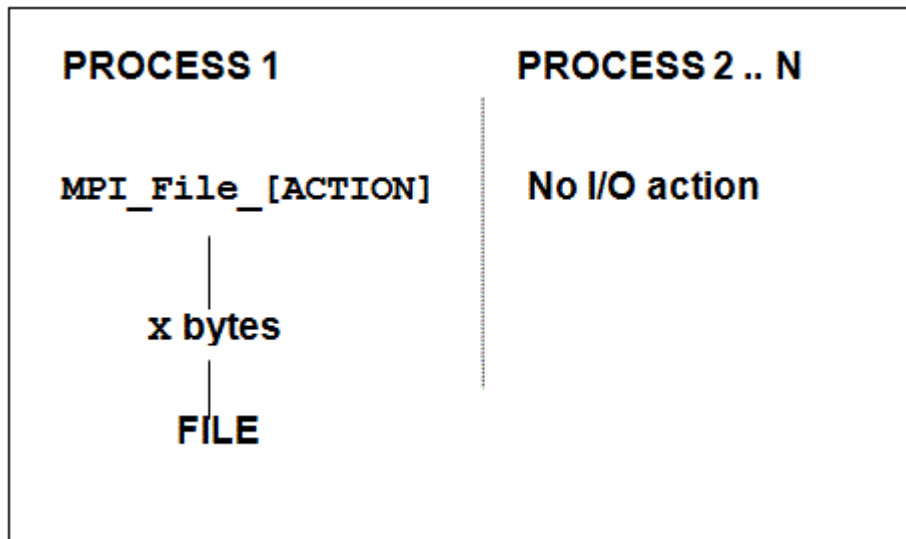 PROCESS 1
PROCESS 2 .. N
MPI_File_[ACTION]
No I/O action
x bytes
FILE